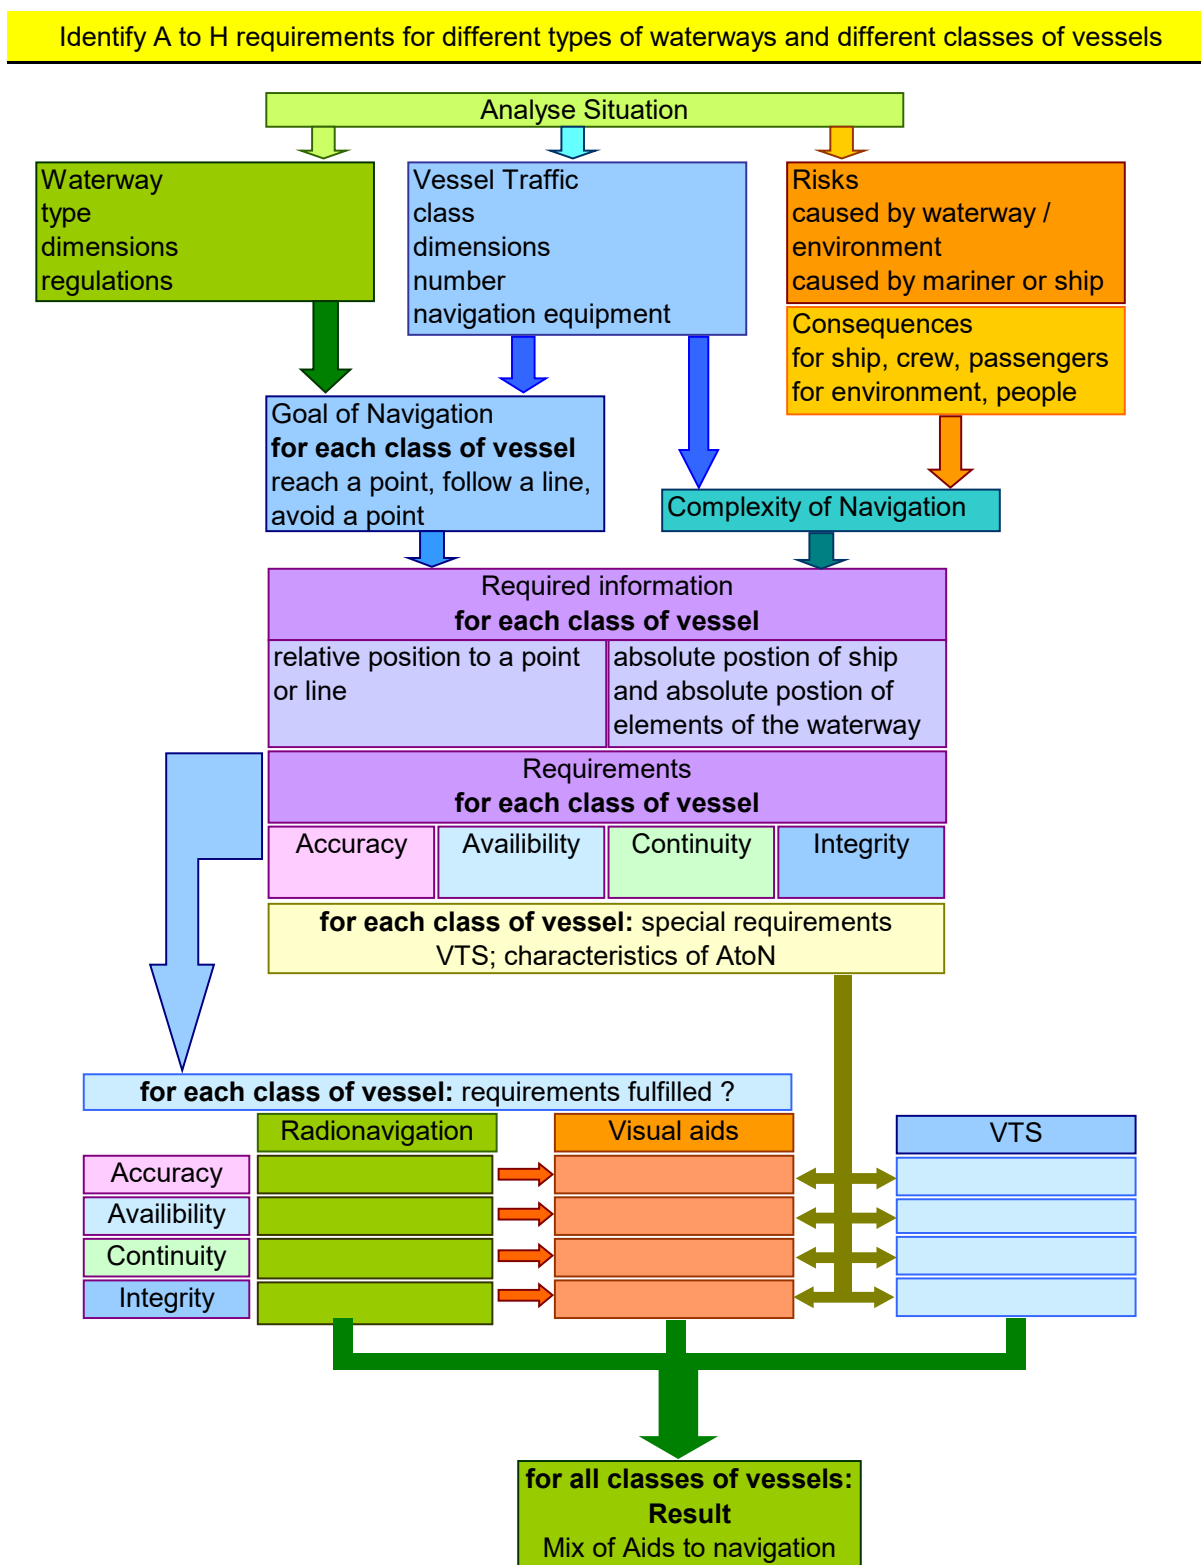 Identify A to H requirements for different types of waterways and different classes of vessels
Analyse Situation
Waterway
type
dimensions
regulations
Vessel Traffic
class
dimensions
number
navigation equipment
Risks
caused by waterway /
environment
caused by mariner or ship
Consequences
for ship, crew, passengers
for environment, people
Goal of Navigation
for each class of vessel
reach a point, follow a line,
avoid a point
Complexity of Navigation
Required information
for each class of vessel
relative position to a point
or line
absolute postion of ship
and absolute postion of
elements of the waterway
Requirements
for each class of vessel
Accuracy
Availibility
Continuity
Integrity
for each class of vessel: special requirements
VTS; characteristics of AtoN
for each class of vessel: requirements fulfilled ?
Radionavigation
Visual aids
VTS
Accuracy
Availibility
Continuity
Integrity
for all classes of vessels:
Result
Mix of Aids to navigation